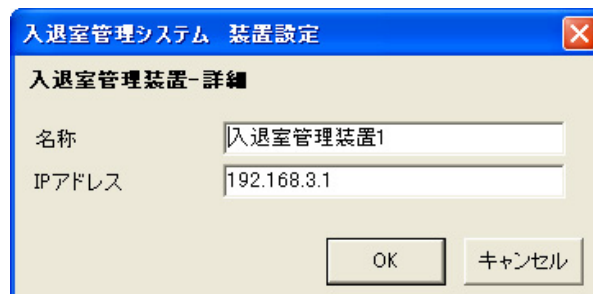 入退室管理システム 装置設定
入退室管理装置-詳細
名称 入退室管理装置1
IPアドレス 192.168.3.1
OK キャンセル